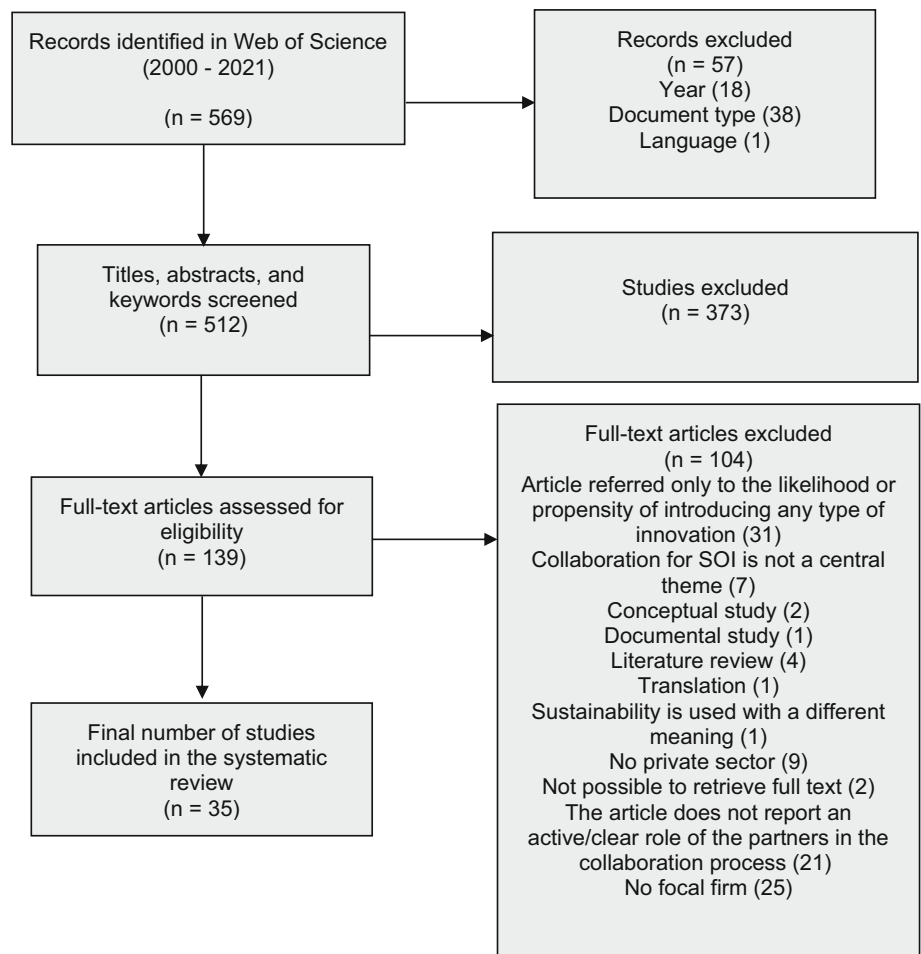 Records identified in Web of Science
(2000 - 2021)
(n = 569)
Records excluded
(n = 57)
Year (18)
Document type (38)
Language (1)
Titles, abstracts, and
keywords screened
(n = 512)
Studies excluded
(n = 373)
Full-text articles assessed for
eligibility
(n = 139)
Full-text articles excluded
(n = 104)
Article referred only to the likelihood or
propensity of introducing any type of
innovation (31)
Collaboration for SOI is not a central
theme (7)
Conceptual study (2)
Documental study (1)
Literature review (4)
Translation (1)
Sustainability is used with a different
meaning (1)
No private sector (9)
Not possible to retrieve full text (2)
The article does not report an
active/clear role of the partners in the
collaboration process (21)
No focal firm (25)
Final number of studies
included in the systematic
review
(n = 35)